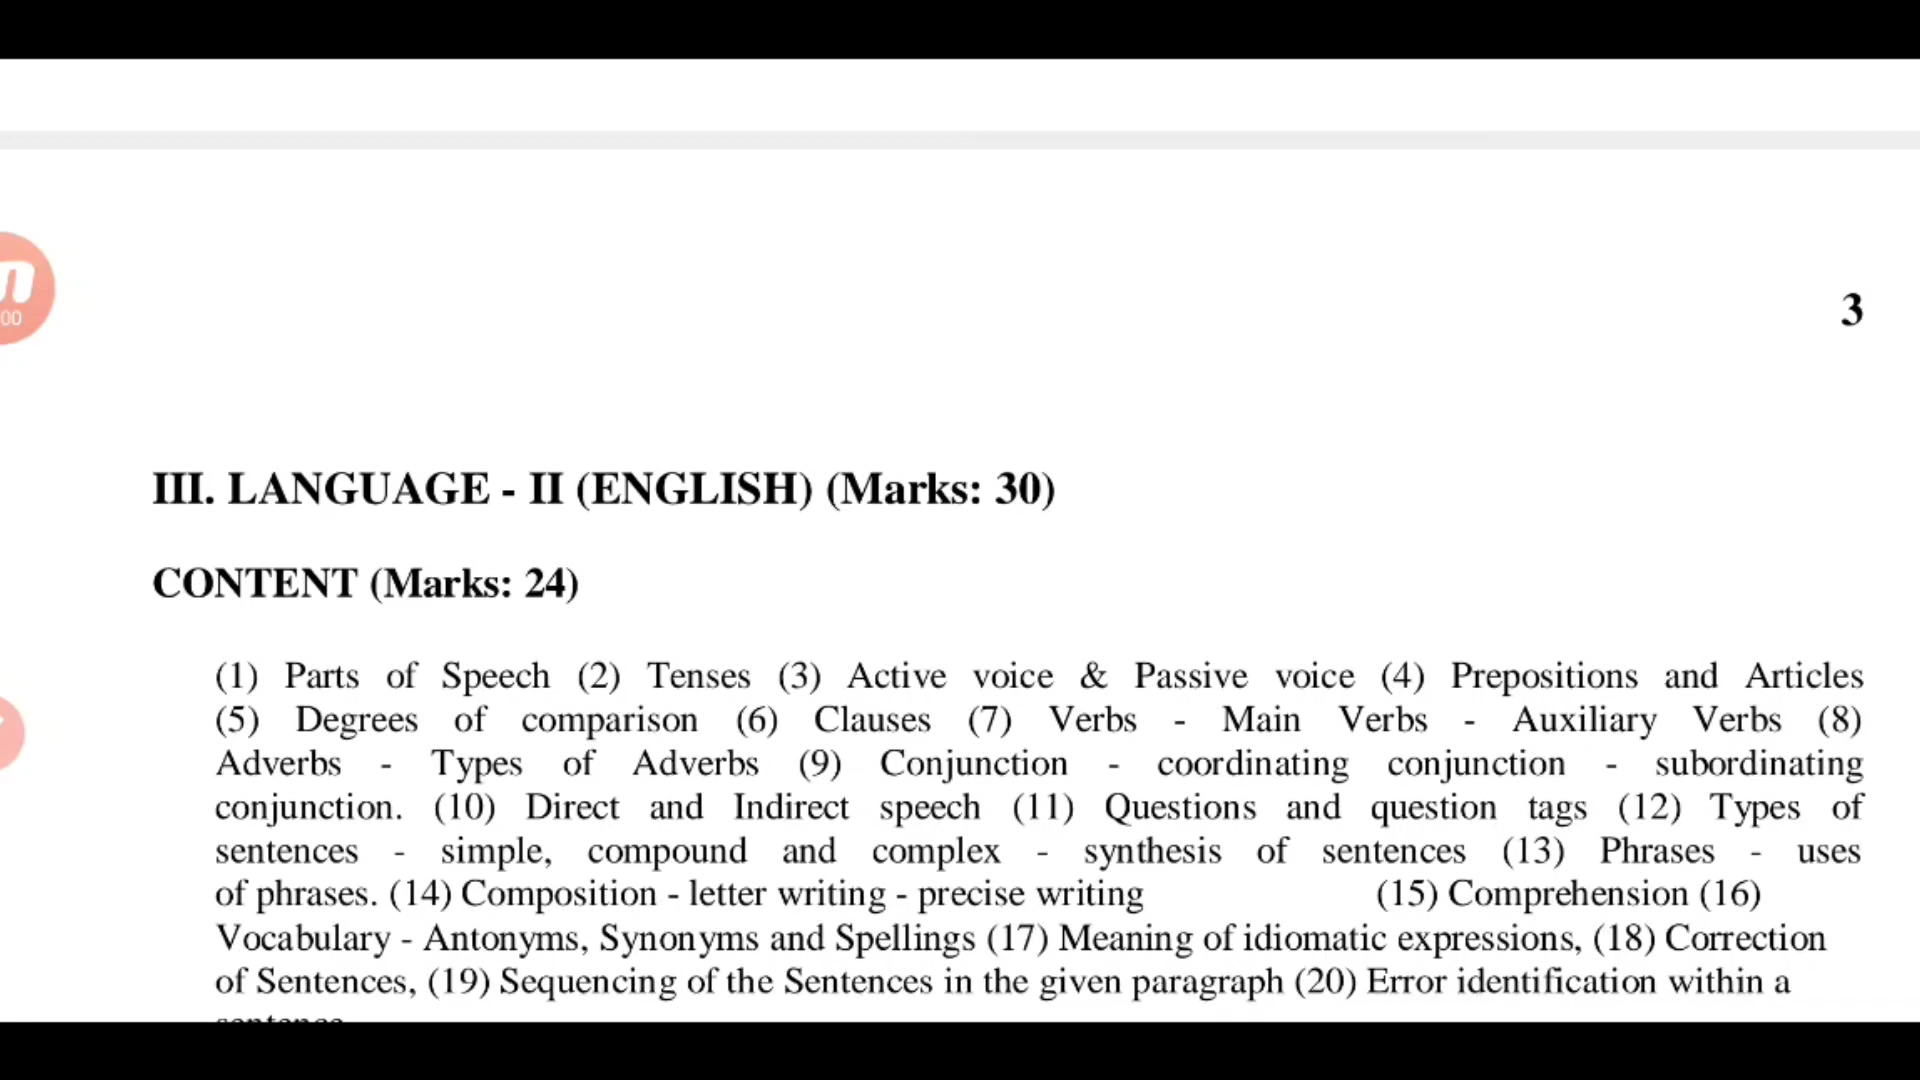 3
00
III. LANGUAGE - II (ENGLISH) (Marks: 30)
CONTENT (Marks: 24)
(1) Parts of Speech (2) Tenses (3) Active voice & Passive voice (4) Prepositions and Articles
(5) Degrees of comparison (6) Clauses (7) Verbs - Main Verbs - Auxiliary Verbs (8)
Adverbs - Types of Adverbs (9) Conjunction - coordinating conjunction - subordinating
conjunction. (10) Direct and Indirect speech (11) Questions and question tags (12) Types of
sentences - simple, compound and complex - synthesis of sentences (13) Phrases - uses
of phrases. (14) Composition - letter writing - precise writing (15) Comprehension (16)
Vocabulary - Antonyms, Synonyms and Spellings (17) Meaning of idiomatic expressions, (18) Correction
of Sentences, (19) Sequencing of the Sentences in the given paragraph (20) Error identification within a